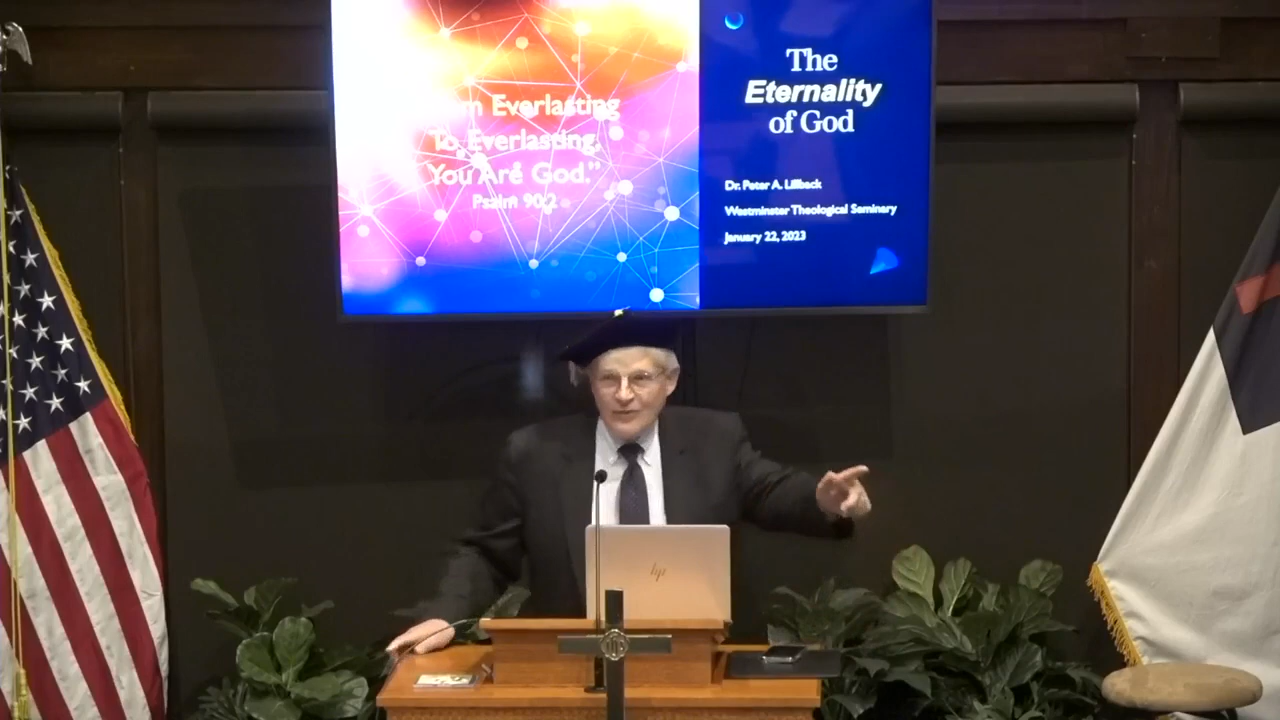 Everlasting
To Everlasting,
You Are God.”
Psalm 90:2
The
Eternality
of God
Dr. Peter A. Lillback
Westminster Theological Seminary
January 22, 2023
hp